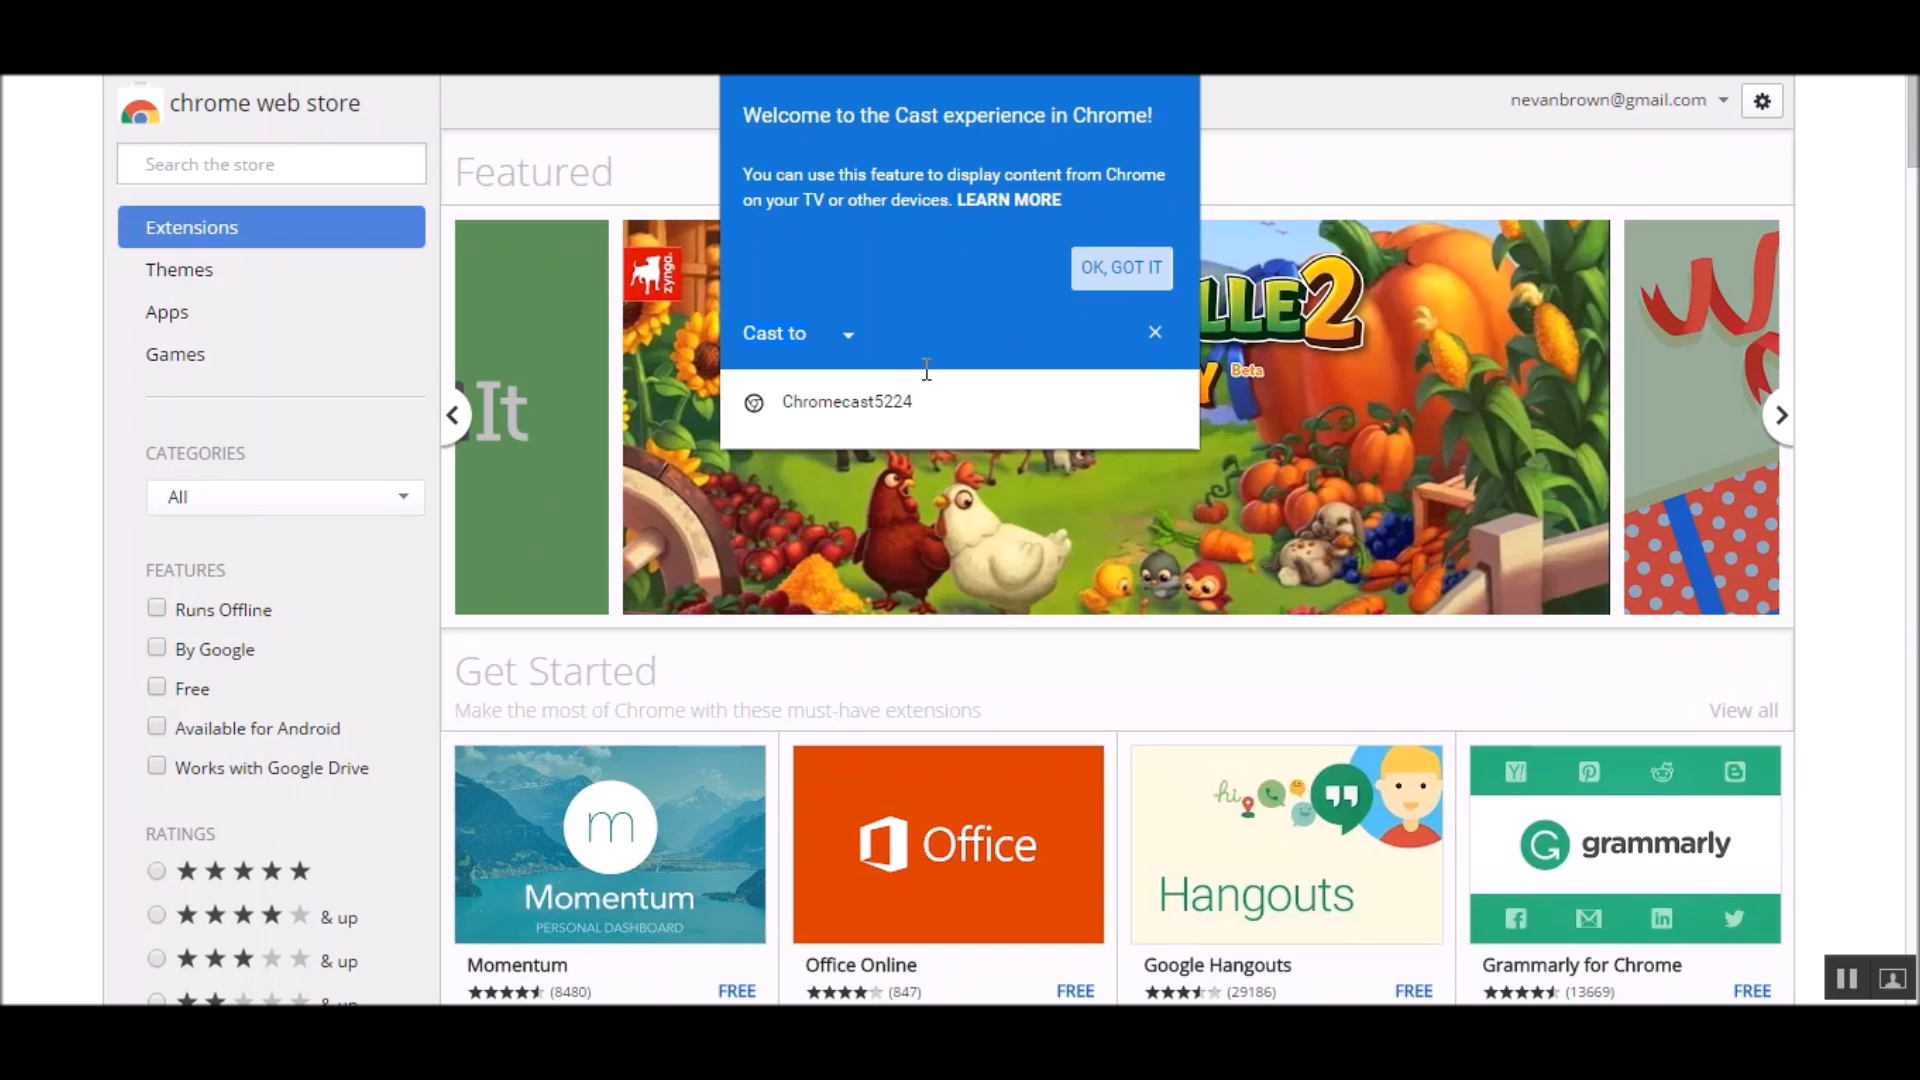 chrome web store
nevanbrown@gmail.com
Search the store
Extensions
Themes
Apps
Games
CATEGORIES
All
FEATURES
Runs Offline
By Google
Free
Available for Android
Works with Google Drive
RATINGS
& up
& up
& up
Welcome to the Cast experience in Chrome!
You can use this feature to display content from Chrome
on your TV or other devices. LEARN MORE
OK, GOT IT
Cast to
Chromecast5224
Featured
It
zynga
LLE 2
Y Beta
W
Get Started
Make the most of Chrome with these must-have extensions
View all
m
Momentum
PERSONAL DASHBOARD
Momentum
(8480) FREE
Office
Office Online
(847) FREE
hi
Hangouts
Google Hangouts
(29186) FREE
grammarly
Grammarly for Chrome
(13669) FREE